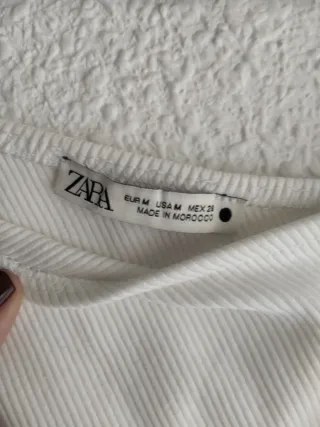 ZARA
EUR M USA M MEX 28
MADE IN MOROCCO